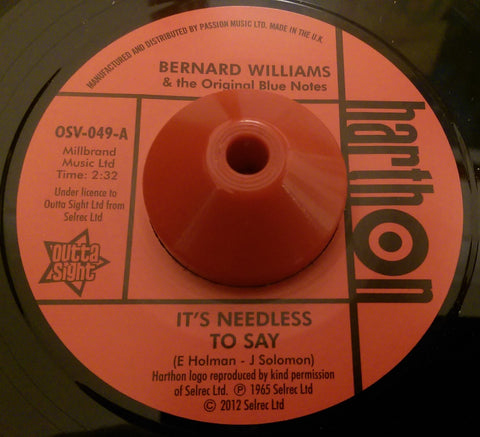 MANUFACTURED AND DISTRIBUTED BY PASSION MUSIC LTD. MADE IN THE U.K.
BERNARD WILLIAMS
& the Original Blue Notes
OSV-049-A
Millbrand
Music Ltd
Time: 2:32
Under licence to
Outta Sight Ltd from
Selrec Ltd
outta
sight
harthon
IT'S NEEDLESS
TO SAY
(E Holman - J Solomon)
Harthon logo reproduced by kind permission
of Selrec Ltd. ℗ 1965 Selrec Ltd
© 2012 Selrec Ltd